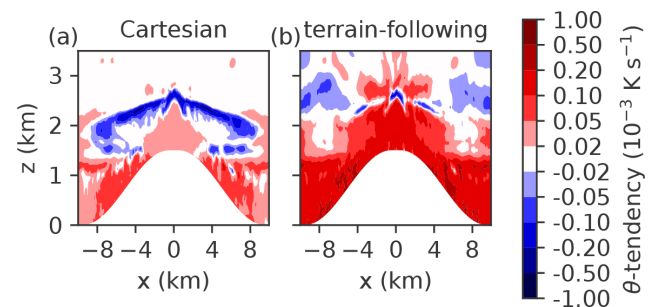 (a) Cartesian
(b) terrain-following
3
2
1
0
z (km)
−8 −4 0 4 8
x (km)
−8 −4 0 4 8
x (km)
1.00
0.50
0.20
0.10
0.05
0.02
-0.02
-0.05
-0.10
-0.20
-0.50
-1.00
θ-tendency (10⁻³ K s⁻¹)